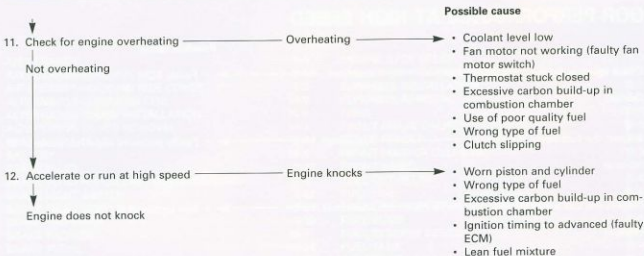 Possible cause
11. Check for engine overheating Overheating • Coolant level low
• Fan motor not working (faulty fan
Not overheating motor switch)
• Thermostat stuck closed
• Excessive carbon build-up in
combustion chamber
• Use of poor quality fuel
• Wrong type of fuel
• Clutch slipping
12. Accelerate or run at high speed Engine knocks • Worn piston and cylinder
• Wrong type of fuel
Engine does not knock • Excessive carbon build-up in com-
bustion chamber
• Ignition timing to advanced (faulty
ECM)
• Lean fuel mixture